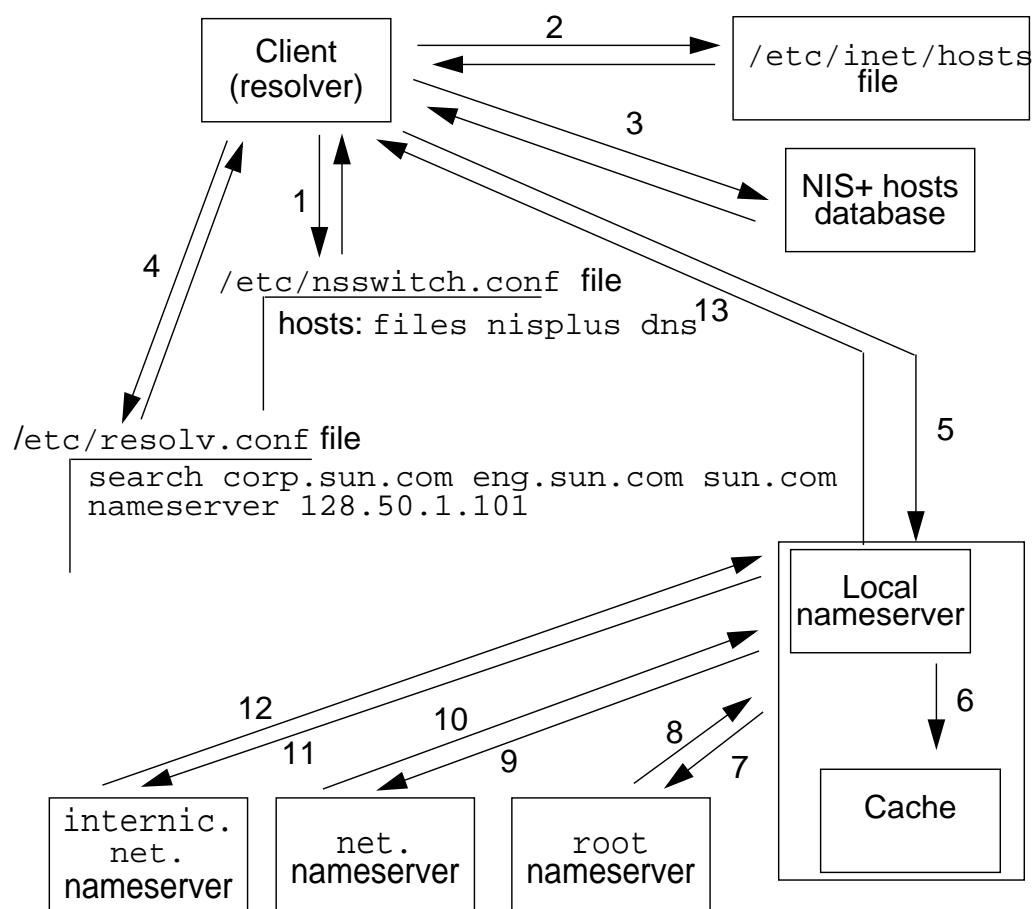 Client
(resolver)
2
/etc/inet/hosts
file
3
NIS+ hosts
database
1
4
/etc/nsswitch.conf file
hosts: files nisplus dns
13
/etc/resolv.conf file
search corp.sun.com eng.sun.com sun.com
nameserver 128.50.1.101
5
Local
nameserver
6
Cache
12
11
10
9
8
7
internic.
net.
nameserver
net.
nameserver
root
nameserver